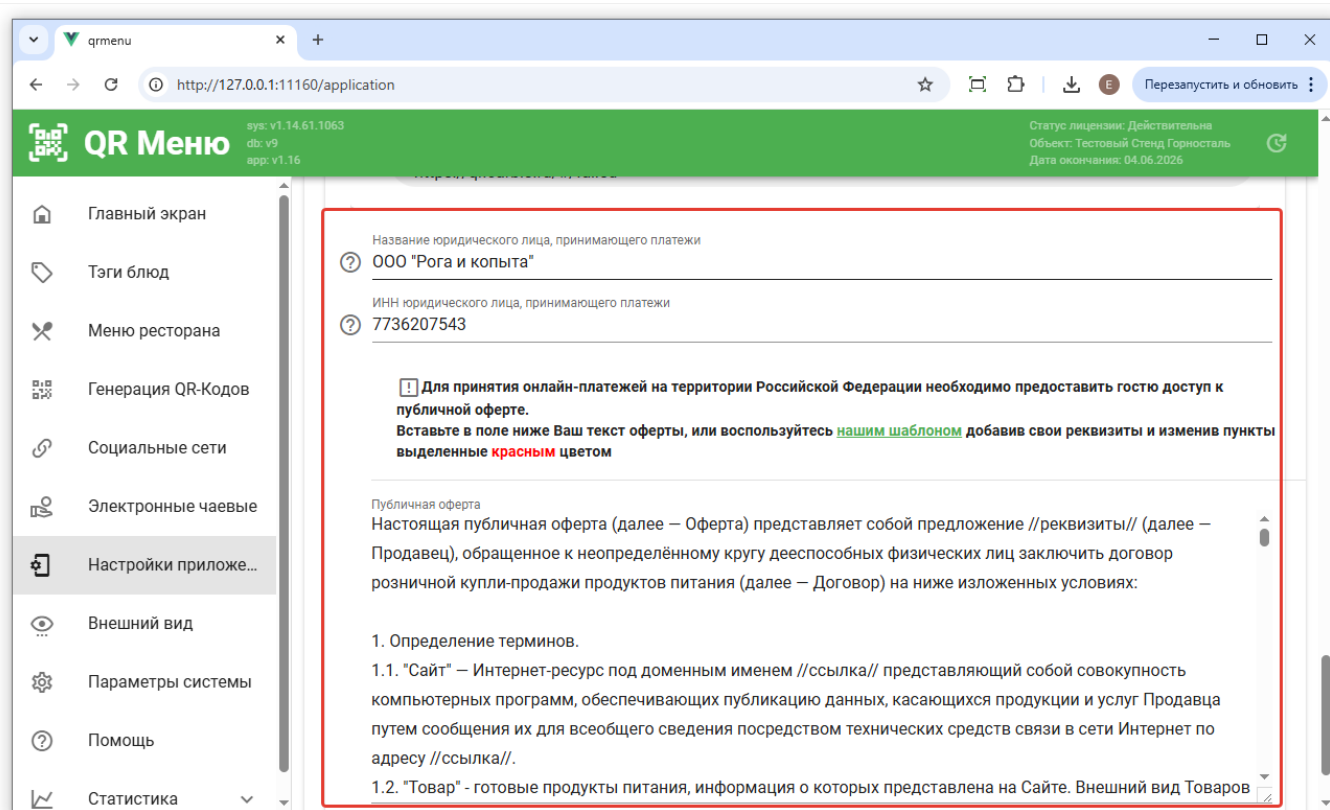 qrmenu
http://127.0.0.1:11160/application
E
Перезапустить и обновить
QR Меню
sys: v1.14.61.1063
db: v9
app: v1.16
Статус лицензии: Действительна
Объект: Тестовый Стенд Горносталь
Дата окончания: 04.06.2026
Главный экран
Тэги блюд
Меню ресторана
Генерация QR-Кодов
Социальные сети
Электронные чаевые
Настройки приложе...
Внешний вид
Параметры системы
Помощь
Статистика
Название юридического лица, принимающего платежи
ООО "Рога и копыта"
ИНН юридического лица, принимающего платежи
7736207543
Для принятия онлайн-платежей на территории Российской Федерации необходимо предоставить гостю доступ к
публичной оферте.
Вставьте в поле ниже Ваш текст оферты, или воспользуйтесь нашим шаблоном добавив свои реквизиты и изменив пункты
выделенные красным цветом
Публичная оферта
Настоящая публичная оферта (далее — Оферта) представляет собой предложение //реквизиты// (далее —
Продавец), обращенное к неопределённому кругу дееспособных физических лиц заключить договор
розничной купли-продажи продуктов питания (далее — Договор) на ниже изложенных условиях:
1. Определение терминов.
1.1. "Сайт" — Интернет-ресурс под доменным именем //ссылка// представляющий собой совокупность
компьютерных программ, обеспечивающих публикацию данных, касающихся продукции и услуг Продавца
путем сообщения их для всеобщего сведения посредством технических средств связи в сети Интернет по
адресу //ссылка//.
1.2. "Товар" - готовые продукты питания, информация о которых представлена на Сайте. Внешний вид Товаров